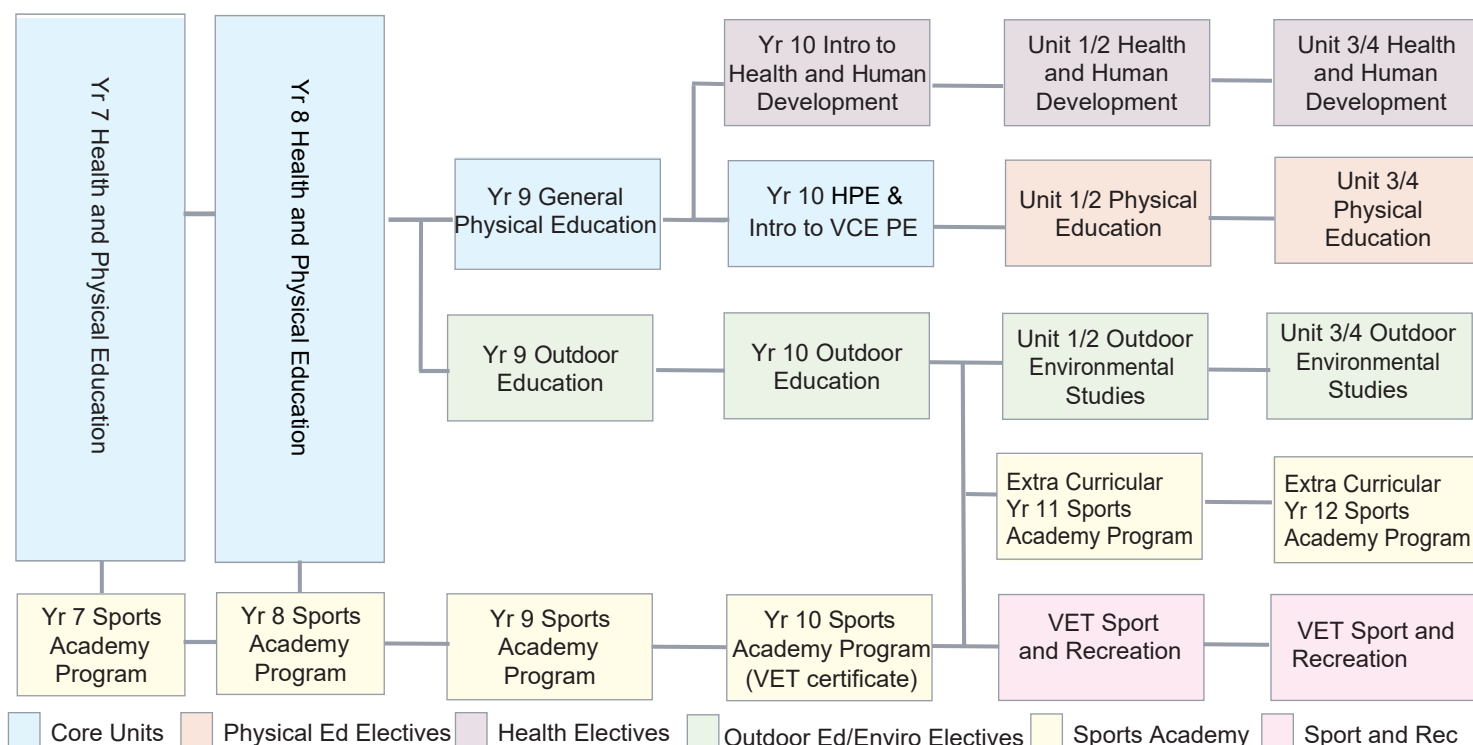 Yr 7 Health and Physical Education
Yr 8 Health and Physical Education
Yr 9 General
Physical Education
Yr 10 Intro to
Health and Human
Development
Unit 1/2 Health
and Human
Development
Unit 3/4 Health
and Human
Development
Yr 10 HPE &
Intro to VCE PE
Unit 1/2 Physical
Education
Unit 3/4
Physical
Education
Yr 9 Outdoor
Education
Yr 10 Outdoor
Education
Unit 1/2 Outdoor
Environmental
Studies
Unit 3/4 Outdoor
Environmental
Studies
Extra Curricular
Yr 11 Sports
Academy Program
Extra Curricular
Yr 12 Sports
Academy Program
Yr 7 Sports
Academy
Program
Yr 8 Sports
Academy
Program
Yr 9 Sports
Academy
Program
Yr 10 Sports
Academy Program
(VET certificate)
VET Sport
and Recreation
VET Sport and
Recreation
Core Units
Physical Ed Electives
Health Electives
Outdoor Ed/Enviro Electives
Sports Academy
Sport and Rec